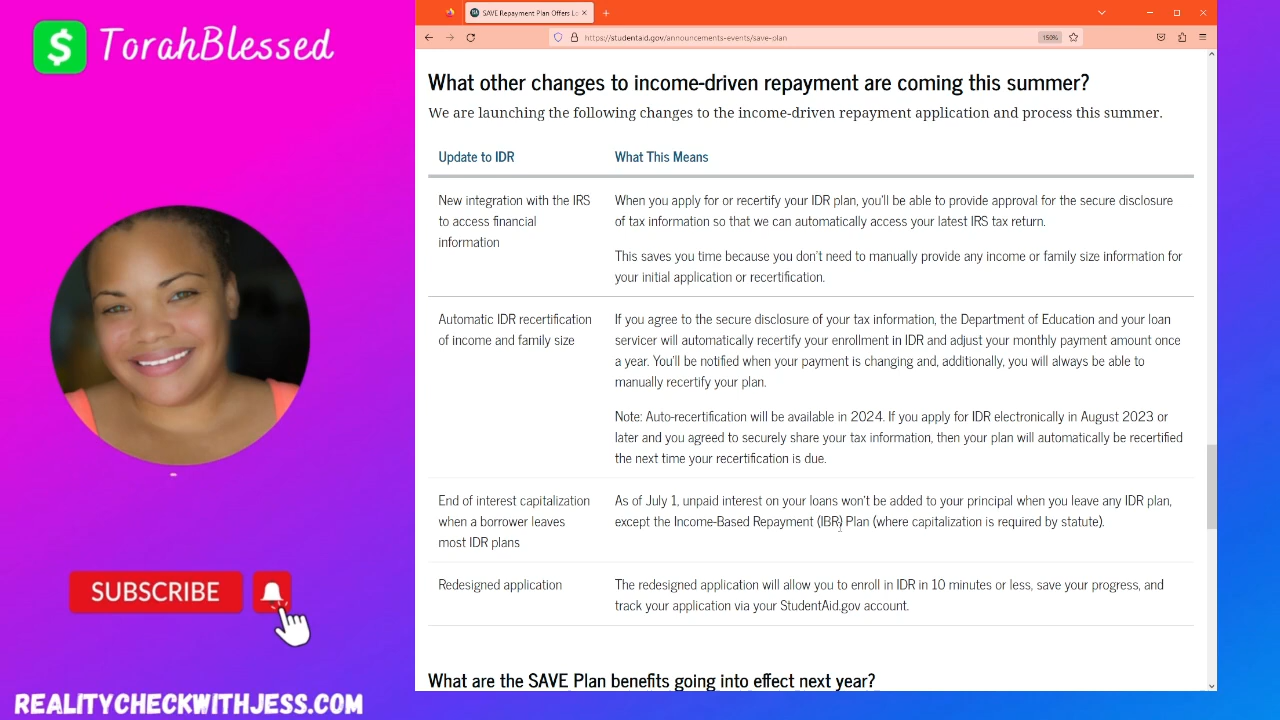 $ TorahBlessed
SUBSCRIBE
REALITYCHECKWITHJESS.COM
SAVE Repayment Plan Offers Lo
https://studentaid.gov/announcements-events/save-plan
150%
What other changes to income-driven repayment are coming this summer?
We are launching the following changes to the income-driven repayment application and process this summer.
Update to IDR
What This Means
New integration with the IRS
to access financial
information
When you apply for or recertify your IDR plan, you'll be able to provide approval for the secure disclosure
of tax information so that we can automatically access your latest IRS tax return.
This saves you time because you don't need to manually provide any income or family size information for
your initial application or recertification.
Automatic IDR recertification
of income and family size
If you agree to the secure disclosure of your tax information, the Department of Education and your loan
servicer will automatically recertify your enrollment in IDR and adjust your monthly payment amount once
a year. You'll be notified when your payment is changing and, additionally, you will always be able to
manually recertify your plan.
Note: Auto-recertification will be available in 2024. If you apply for IDR electronically in August 2023 or
later and you agreed to securely share your tax information, then your plan will automatically be recertified
the next time your recertification is due.
End of interest capitalization
when a borrower leaves
most IDR plans
As of July 1, unpaid interest on your loans won't be added to your principal when you leave any IDR plan,
except the Income-Based Repayment (IBR) Plan (where capitalization is required by statute).
Redesigned application
The redesigned application will allow you to enroll in IDR in 10 minutes or less, save your progress, and
track your application via your StudentAid.gov account.
What are the SAVE Plan benefits going into effect next year?